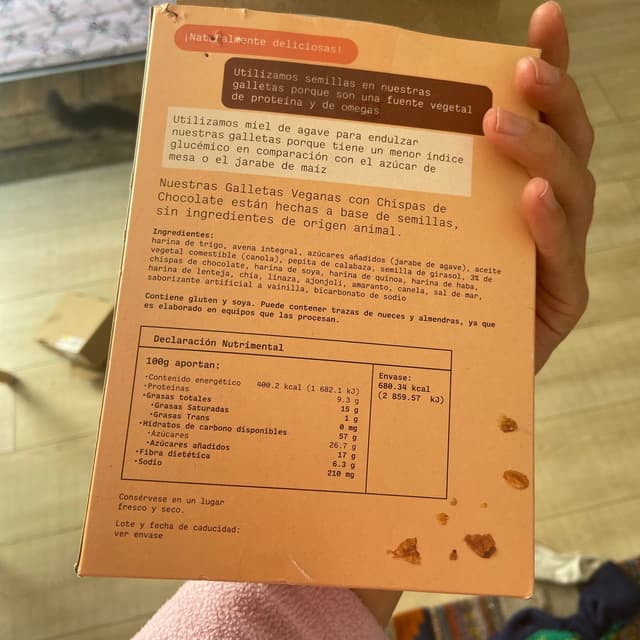 ¡Naturalmente deliciosas!
Utilizamos semillas en nuestras
galletas porque son una fuente vegetal
de proteína y de omegas
Utilizamos miel de agave para endulzar
nuestras galletas porque tiene un menor índice
glucémico en comparación con el azúcar de
mesa o el jarabe de maíz
Nuestras Galletas Veganas con Chispas de
Chocolate están hechas a base de semillas,
sin ingredientes de origen animal.
Ingredientes:
harina de trigo, avena integral, azúcares añadidos (jarabe de agave), aceite
vegetal comestible (canola), pepita de calabaza, semilla de girasol, 3% de
chispas de chocolate, harina de soya, harina de quinoa, harina de haba,
harina de lenteja, chía, linaza, ajonjolí, amaranto, canela, sal de mar,
saborizante artificial a vainilla, bicarbonato de sodio
Contiene gluten y soya. Puede contener trazas de nueces y almendras, ya que
es elaborado en equipos que las procesan.
Declaración Nutrimental
100g aportan:
·Contenido energético 400.2 kcal (1 682.1 kJ)
·Proteínas 9.3 g
·Grasas totales 15 g
·Grasas Saturadas 1 g
·Grasas Trans 0 mg
·Hidratos de carbono disponibles 57 g
·Azúcares 26.7 g
·Azúcares añadidos 17 g
·Fibra dietética 6.3 g
·Sodio 210 mg
Envase:
680.34 kcal
(2 859.57 kJ)
Consérvese en un lugar
fresco y seco.
Lote y fecha de caducidad:
ver envase